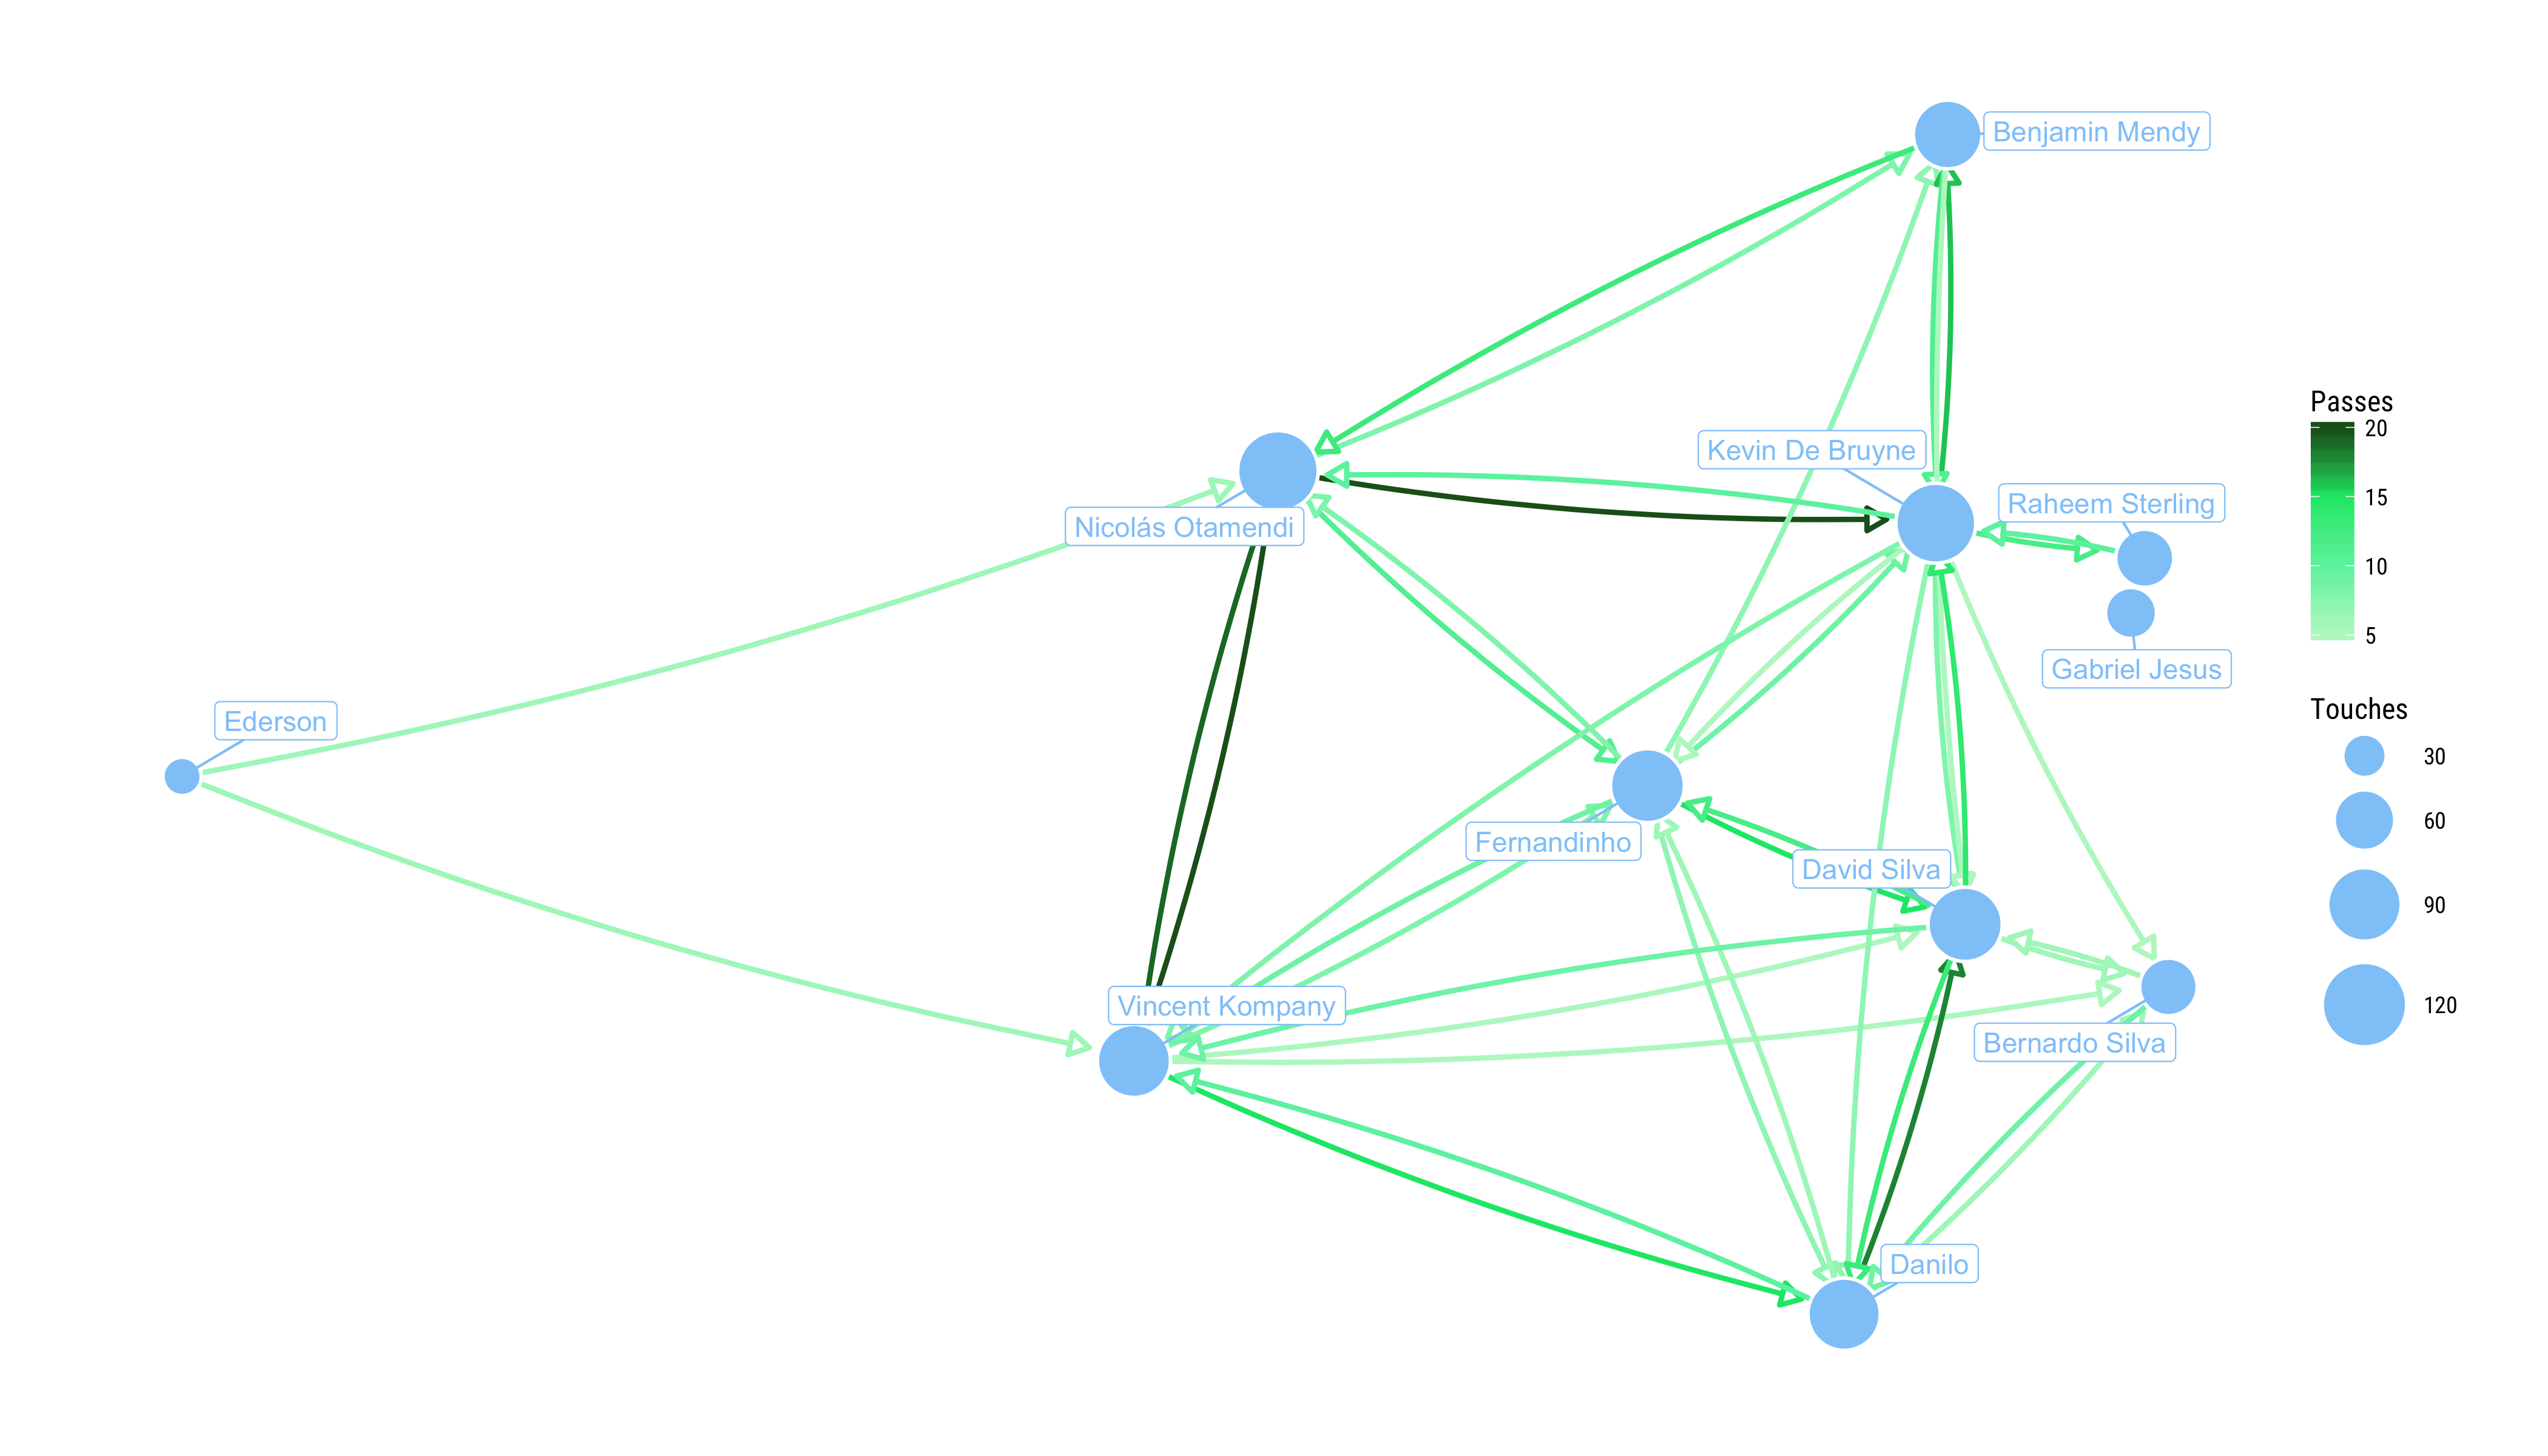 Benjamin Mendy
Kevin De Bruyne
Raheem Sterling
Nicolás Otamendi
Gabriel Jesus
Ederson
Fernandinho
David Silva
Vincent Kompany
Bernardo Silva
Danilo
Passes
20
15
10
5
Touches
30
60
90
120